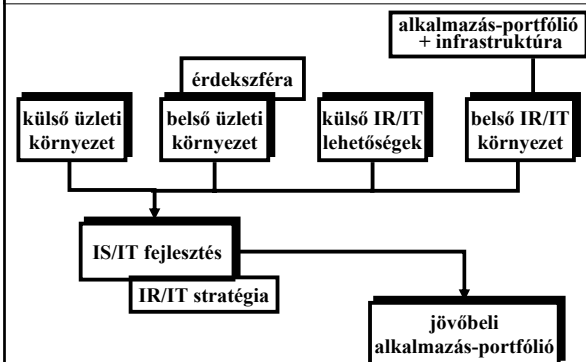 alkalmazás-portfólió
+ infrastruktúra
érdekszféra
külső üzleti
környezet
belső üzleti
környezet
külső IR/IT
lehetőségek
belső IR/IT
környezet
IS/IT fejlesztés
IR/IT stratégia
jövőbeli
alkalmazás-portfólió